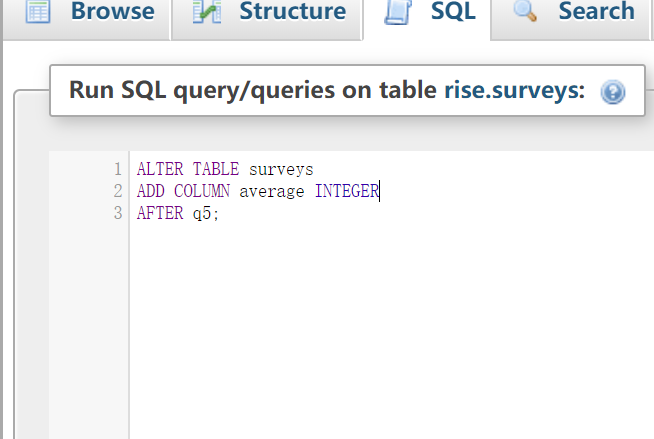 Browse Structure SQL Search
Run SQL query/queries on table rise.surveys:
1 ALTER TABLE surveys
2 ADD COLUMN average INTEGER
3 AFTER q5;